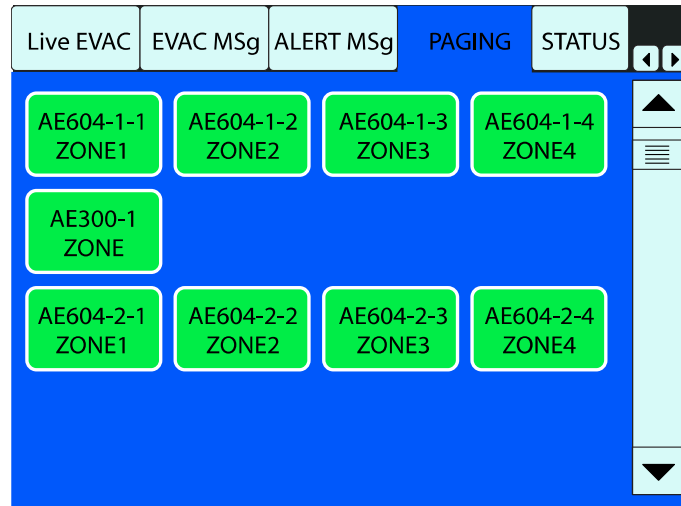 Live EVAC EVAC MSg ALERT MSg PAGING STATUS
AE604-1-1 AE604-1-2 AE604-1-3 AE604-1-4
ZONE1 ZONE2 ZONE3 ZONE4
AE300-1
ZONE
AE604-2-1 AE604-2-2 AE604-2-3 AE604-2-4
ZONE1 ZONE2 ZONE3 ZONE4